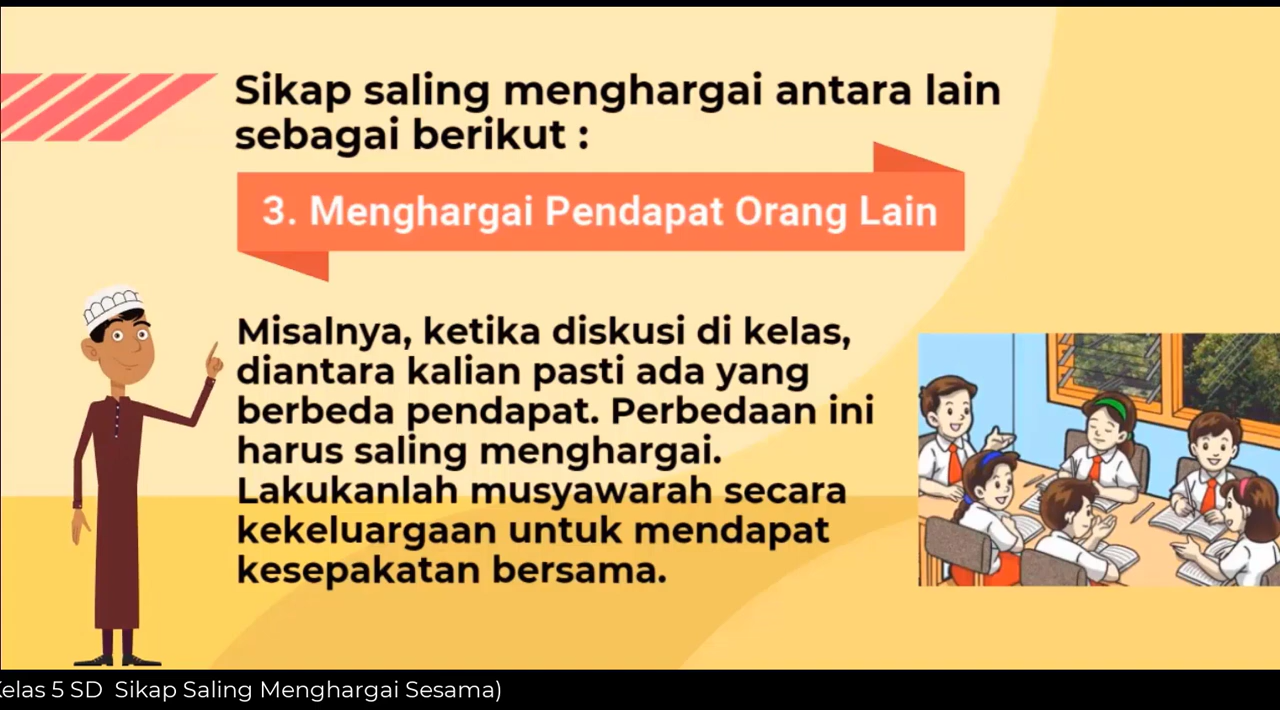 Sikap saling menghargai antara lain
sebagai berikut :
3. Menghargai Pendapat Orang Lain
Misalnya, ketika diskusi di kelas,
diantara kalian pasti ada yang
berbeda pendapat. Perbedaan ini
harus saling menghargai.
Lakukanlah musyawarah secara
kekeluargaan untuk mendapat
kesepakatan bersama.
elas 5 SD  Sikap Saling Menghargai Sesama)